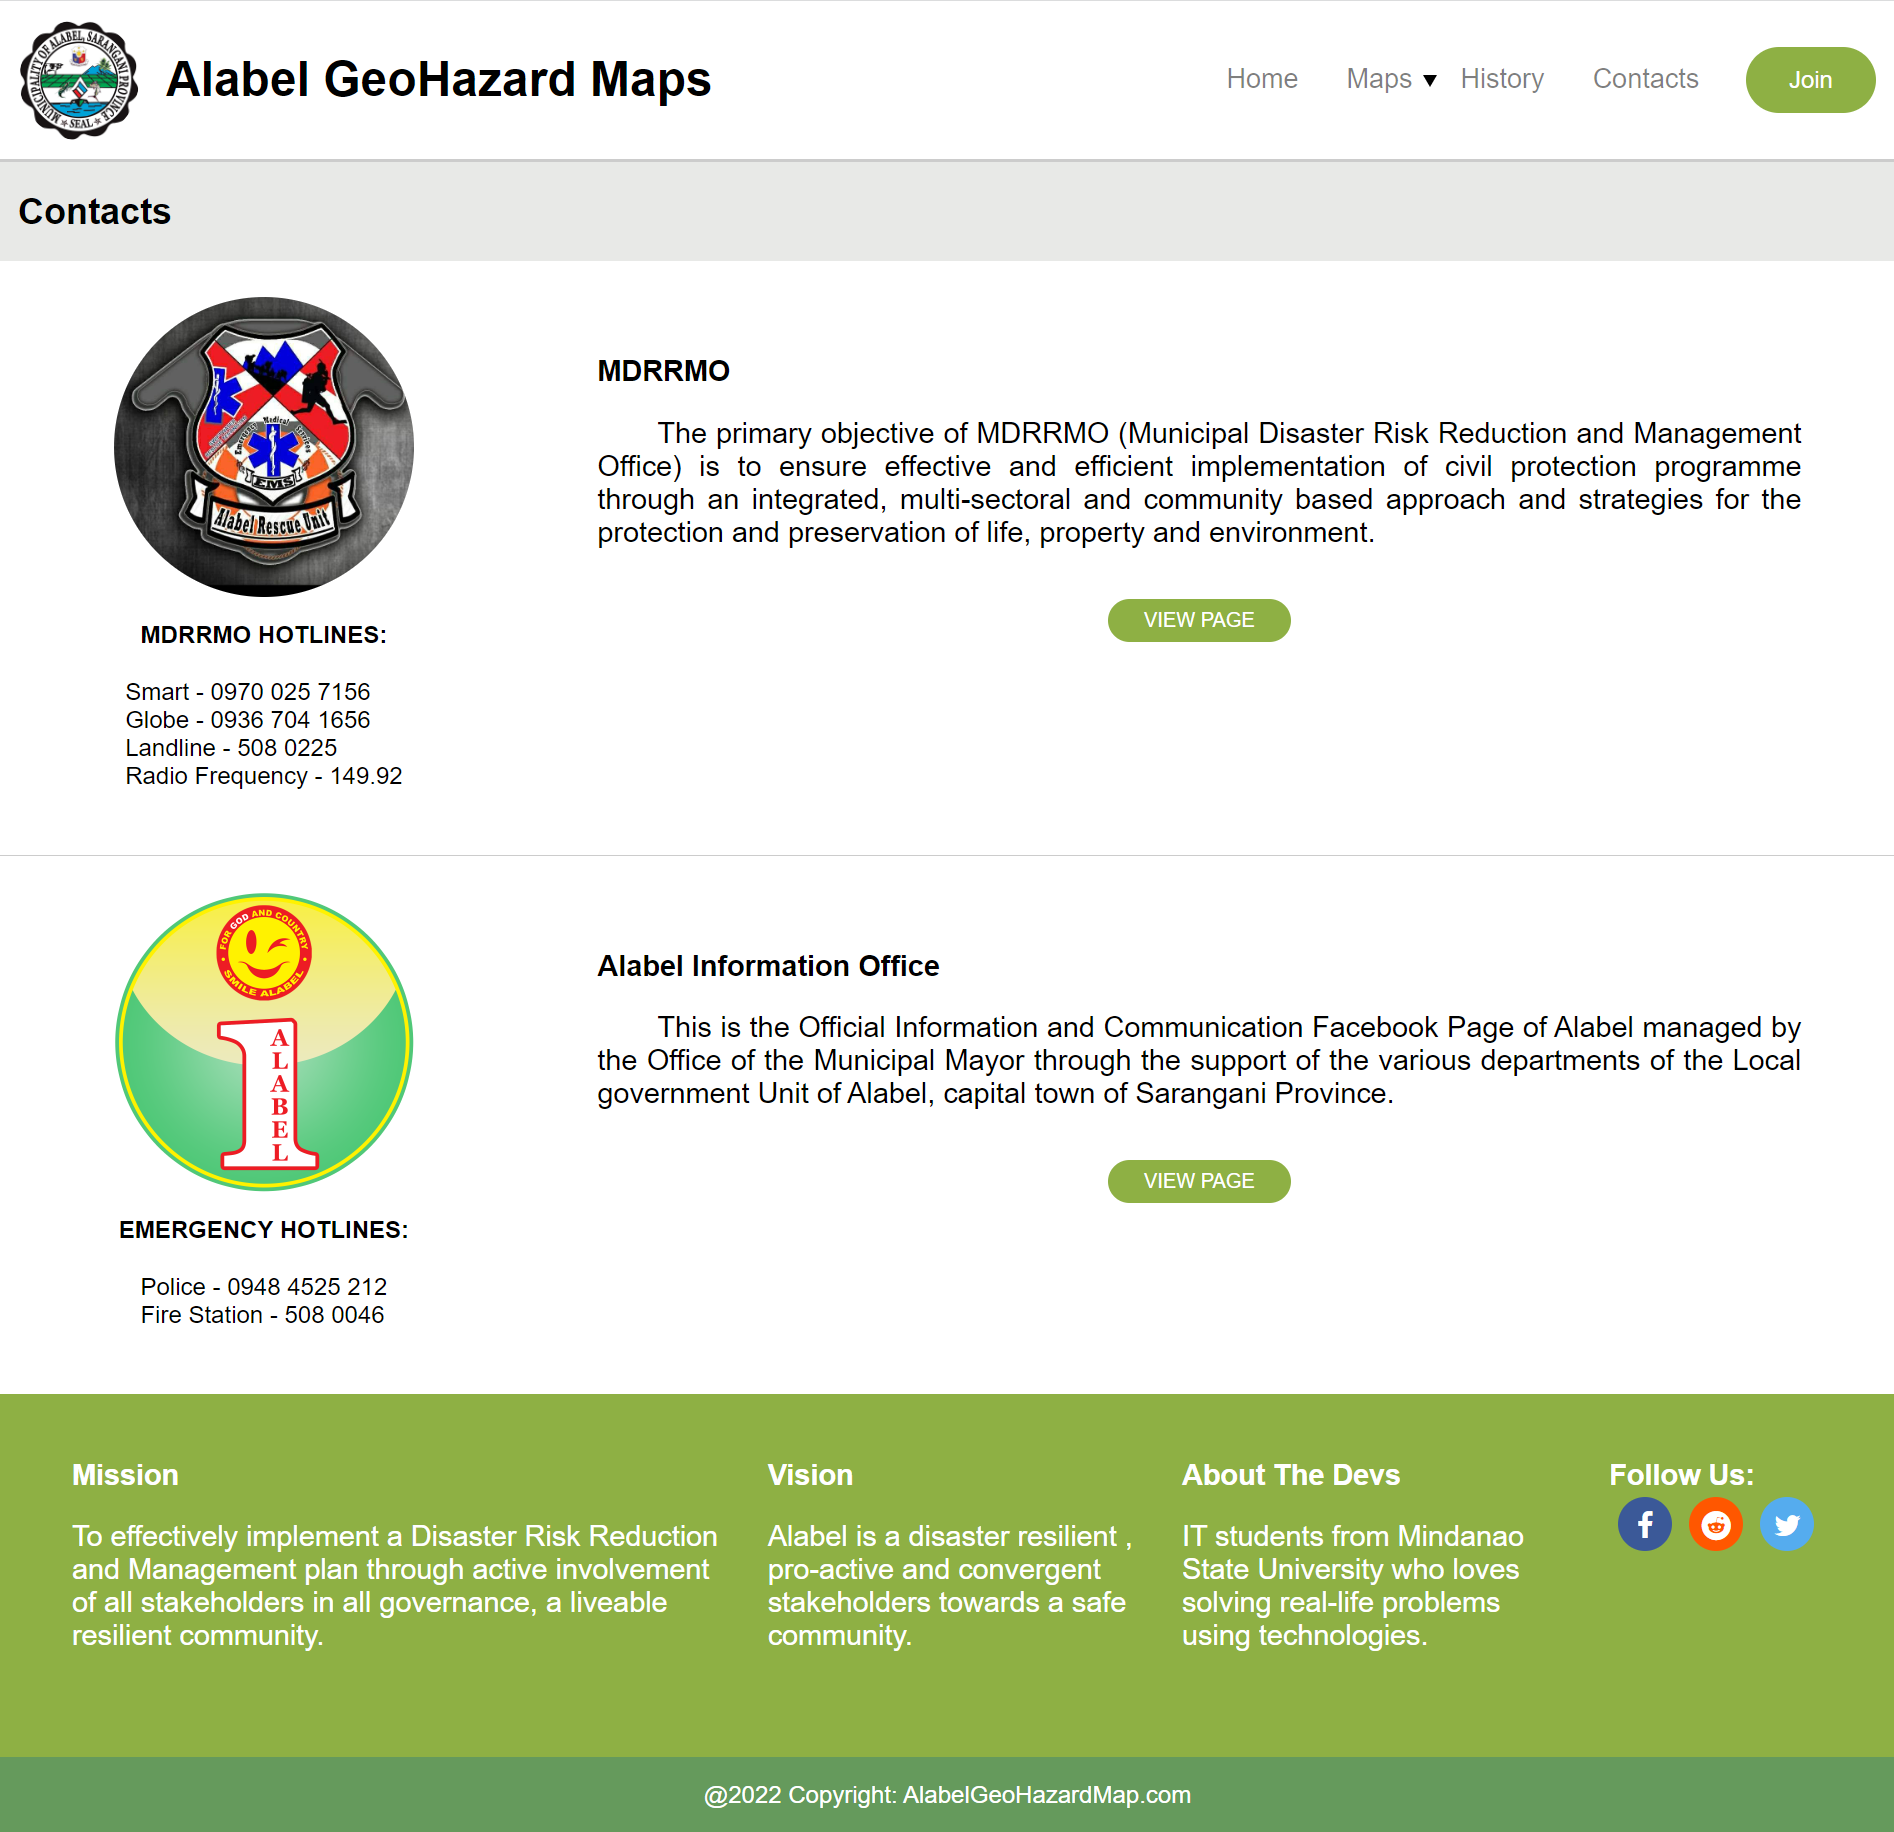 MUNICIPALITY OF ALABEL, SARANGANI PROVINCE
SEAL
Alabel GeoHazard Maps
Home
Maps ▼
History
Contacts
Join
Contacts
Emergency Medical Services
EMS
Alabel Rescue Unit
MDRRMO HOTLINES:
Smart - 0970 025 7156
Globe - 0936 704 1656
Landline - 508 0225
Radio Frequency - 149.92
MDRRMO
The primary objective of MDRRMO (Municipal Disaster Risk Reduction and Management
Office) is to ensure effective and efficient implementation of civil protection programme
through an integrated, multi-sectoral and community based approach and strategies for the
protection and preservation of life, property and environment.
VIEW PAGE
FOR GOD AND COUNTRY
SMILE ALABEL
ALABEL
EMERGENCY HOTLINES:
Police - 0948 4525 212
Fire Station - 508 0046
Alabel Information Office
This is the Official Information and Communication Facebook Page of Alabel managed by
the Office of the Municipal Mayor through the support of the various departments of the Local
government Unit of Alabel, capital town of Sarangani Province.
VIEW PAGE
Mission
To effectively implement a Disaster Risk Reduction
and Management plan through active involvement
of all stakeholders in all governance, a liveable
resilient community.
Vision
Alabel is a disaster resilient ,
pro-active and convergent
stakeholders towards a safe
community.
About The Devs
IT students from Mindanao
State University who loves
solving real-life problems
using technologies.
Follow Us:
@2022 Copyright: AlabelGeoHazardMap.com